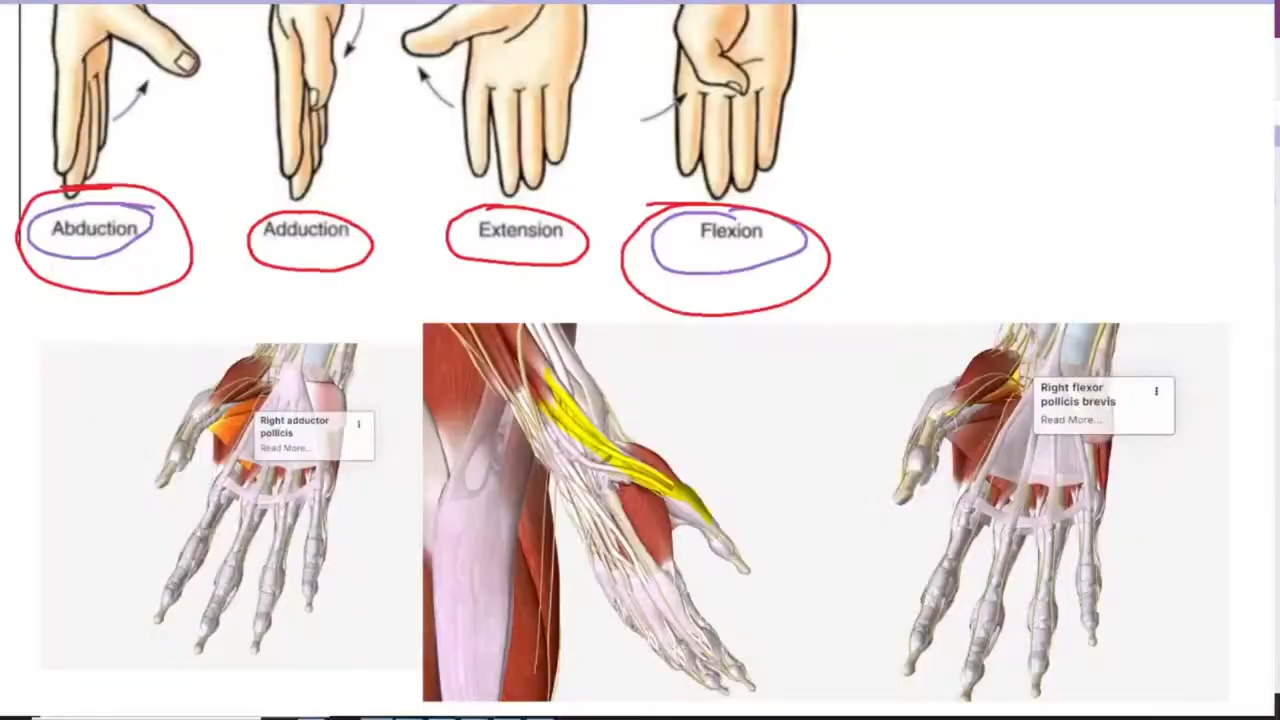 Abduction
Adduction
Extension
Flexion
Right adductor
pollicis
Read More...
Right flexor
pollicis brevis
Read More...